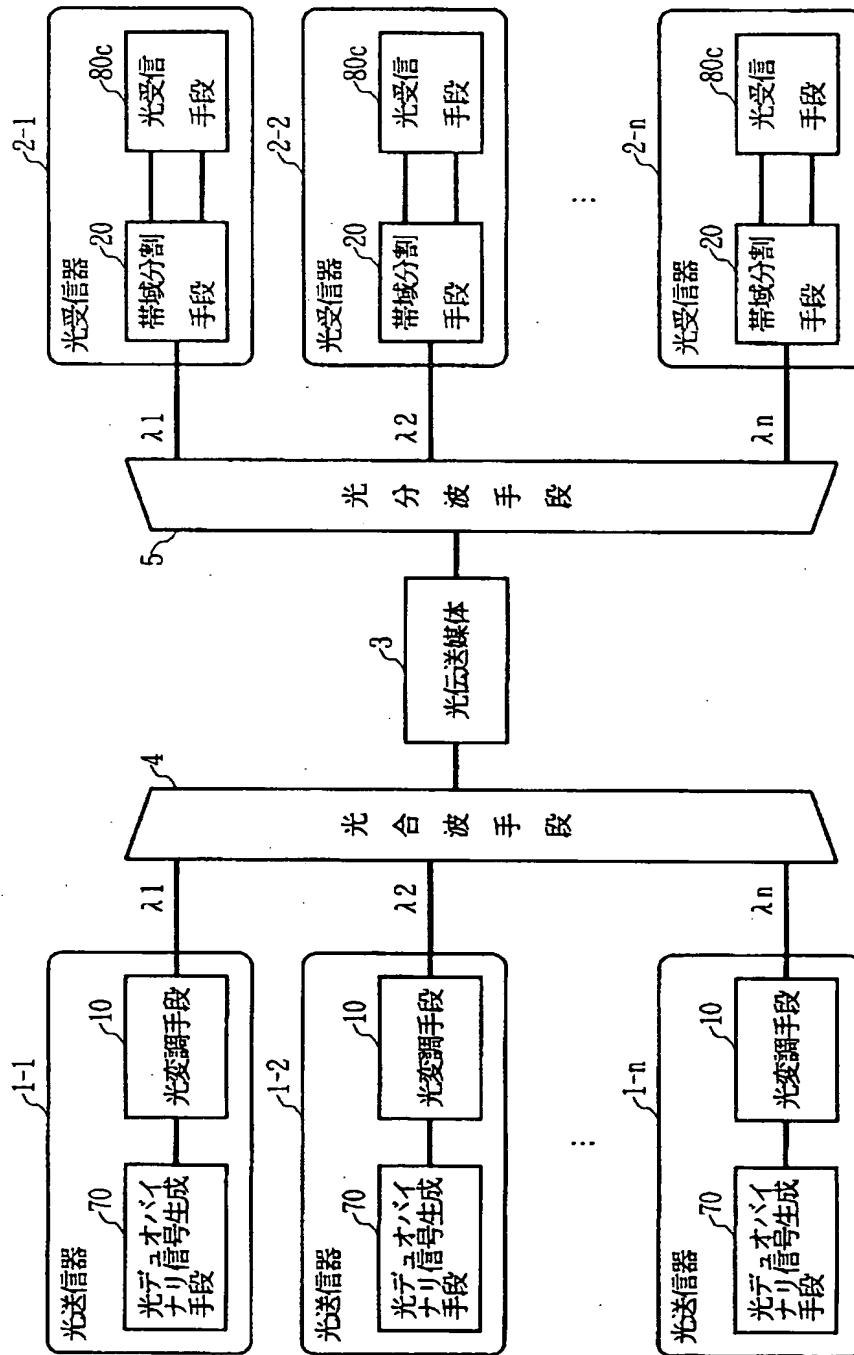 1-1
光送信器
70
光デュオバイ
ナリ信号生成
手段
10
光変調手段
λ1
1-2
光送信器
70
光デュオバイ
ナリ信号生成
手段
10
光変調手段
λ2
⋮
1-n
光送信器
70
光デュオバイ
ナリ信号生成
手段
10
光変調手段
λn
4
光合波手段
3
光伝送媒体
5
光分波手段
λ1
2-1
光受信器
20
帯域分割
手段
80c
光受信
手段
λ2
2-2
光受信器
20
帯域分割
手段
80c
光受信
手段
⋮
λn
2-n
光受信器
20
帯域分割
手段
80c
光受信
手段